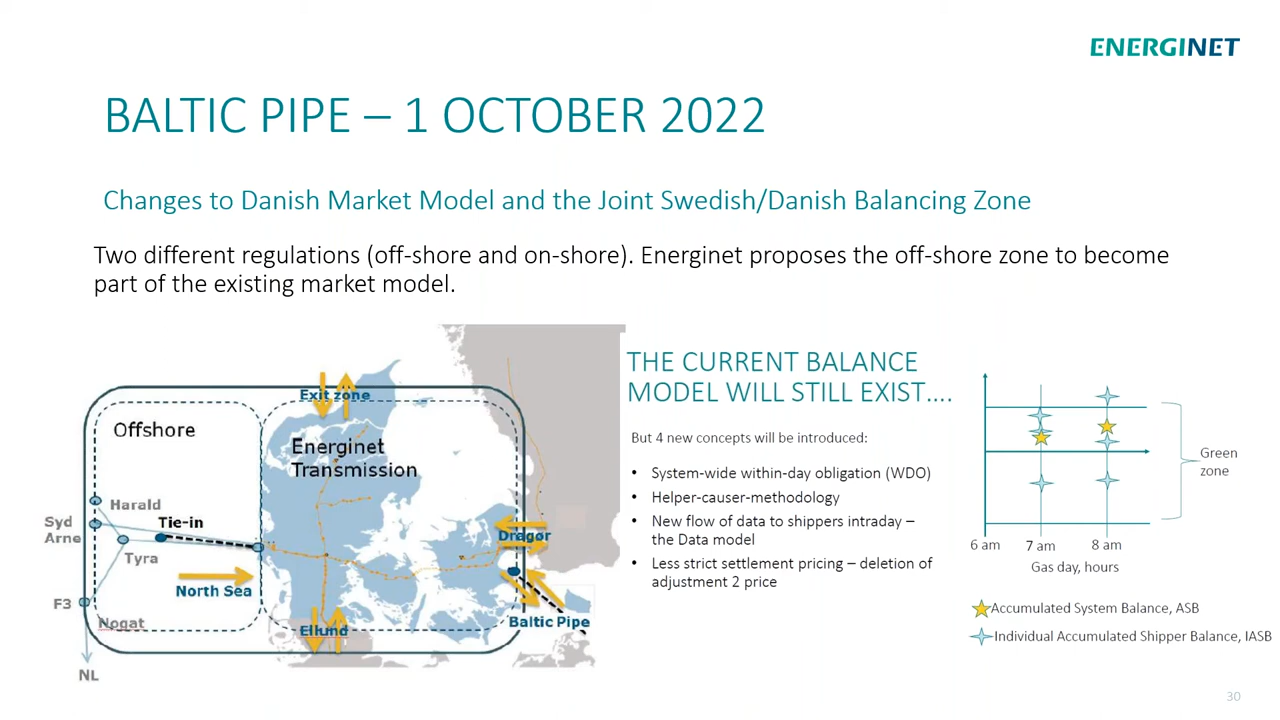 ENERGINET
BALTIC PIPE – 1 OCTOBER 2022
Changes to Danish Market Model and the Joint Swedish/Danish Balancing Zone
Two different regulations (off-shore and on-shore). Energinet proposes the off-shore zone to become
part of the existing market model.
Exit zone
Offshore
Energinet
Transmission
Harald
Syd
Arne
Tie-in
Tyra
Dragør
North Sea
F3
Nogat
Ellund
Baltic Pipe
NL
THE CURRENT BALANCE
MODEL WILL STILL EXIST….
But 4 new concepts will be introduced:
• System-wide within-day obligation (WDO)
• Helper-causer-methodology
• New flow of data to shippers intraday –
the Data model
• Less strict settlement pricing – deletion of
adjustment 2 price
Green
zone
6 am
7 am
8 am
Gas day, hours
Accumulated System Balance, ASB
Individual Accumulated Shipper Balance, IASB
30